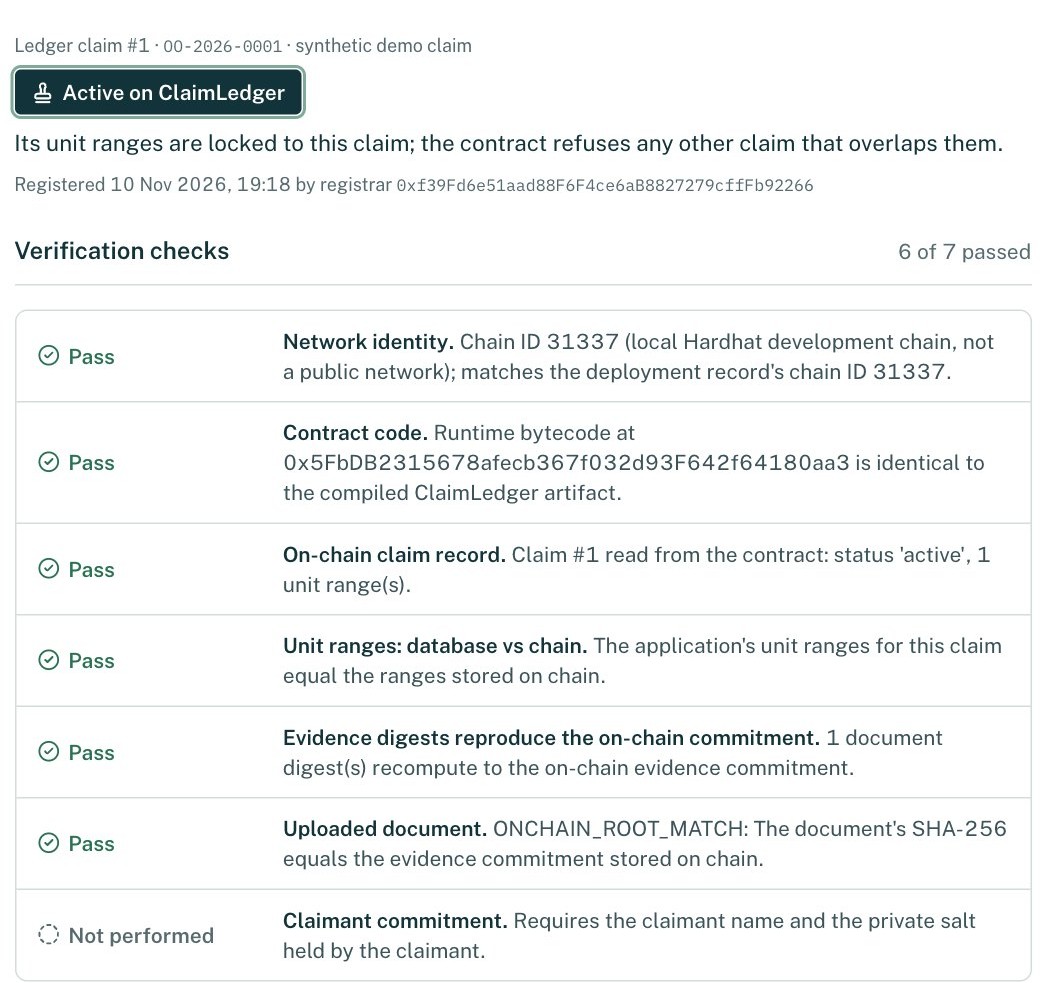 Ledger claim #1 · OO-2026-0001 · synthetic demo claim
Active on ClaimLedger
Its unit ranges are locked to this claim; the contract refuses any other claim that overlaps them.
Registered 10 Nov 2026, 19:18 by registrar 0xf39Fd6e51aad88F6F4ce6aB8827279cffFb92266
Verification checks
6 of 7 passed
Pass
Network identity. Chain ID 31337 (local Hardhat development chain, not
a public network); matches the deployment record's chain ID 31337.
Pass
Contract code. Runtime bytecode at
0x5FbDB2315678afecb367f032d93F642f64180aa3 is identical to
the compiled ClaimLedger artifact.
Pass
On-chain claim record. Claim #1 read from the contract: status 'active', 1
unit range(s).
Pass
Unit ranges: database vs chain. The application's unit ranges for this claim
equal the ranges stored on chain.
Pass
Evidence digests reproduce the on-chain commitment. 1 document
digest(s) recompute to the on-chain evidence commitment.
Pass
Uploaded document. ONCHAIN_ROOT_MATCH: The document's SHA-256
equals the evidence commitment stored on chain.
Not performed
Claimant commitment. Requires the claimant name and the private salt
held by the claimant.